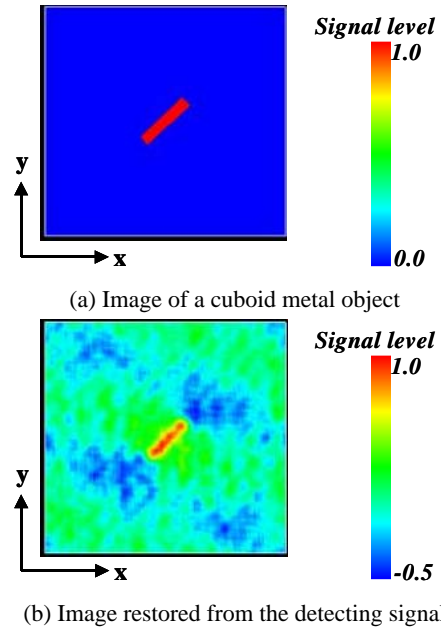 Signal level
1.0
y
x
0.0
(a) Image of a cuboid metal object
Signal level
1.0
y
x
-0.5
(b) Image restored from the detecting signal